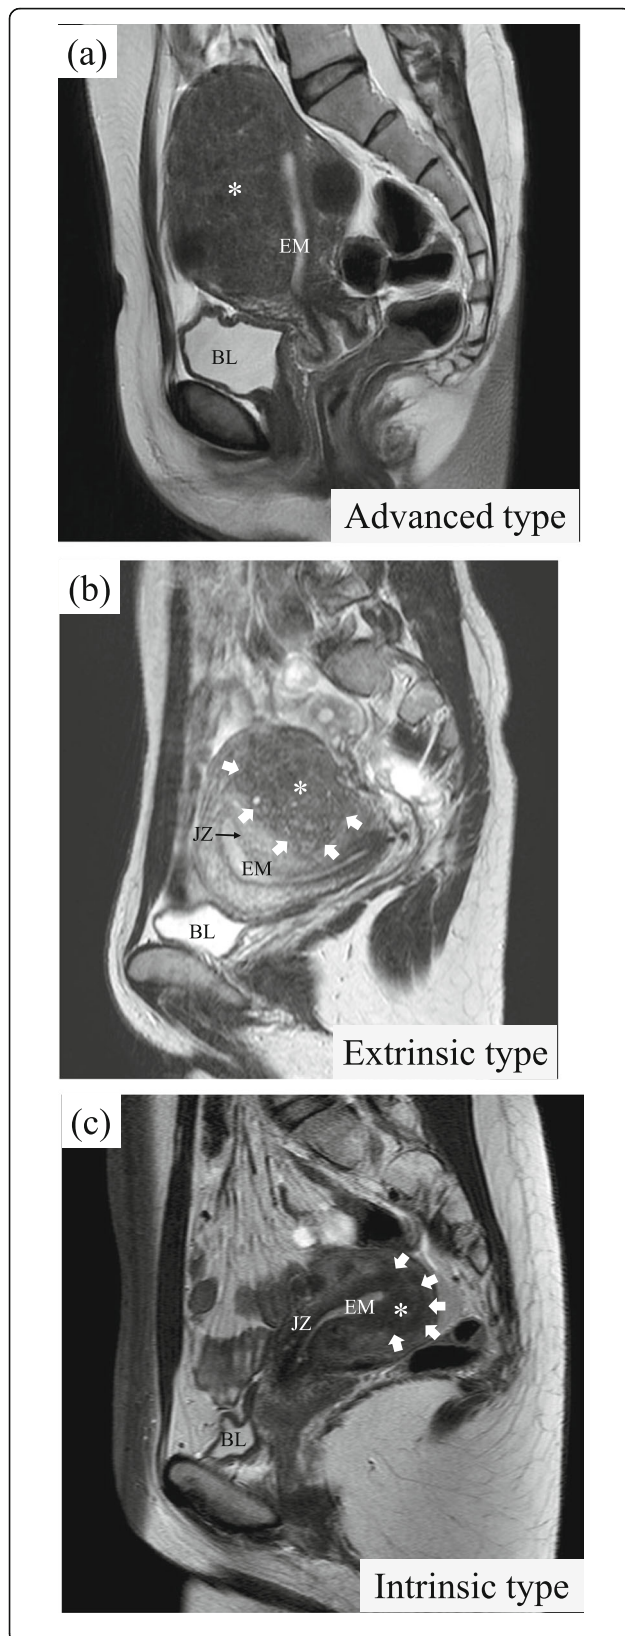 (a)
*
EM
BL
Advanced type
(b)
*
JZ
EM
BL
Extrinsic type
(c)
EM
*
JZ
BL
Intrinsic type